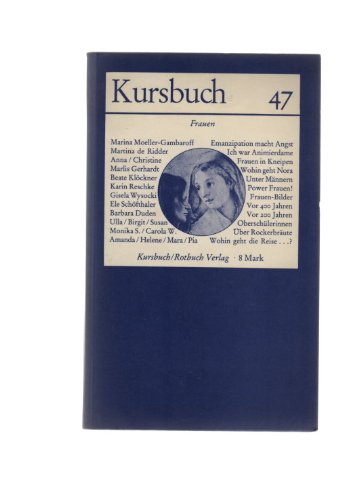 Kursbuch 47
Frauen
Marina Moeller-Gambaroff Emanzipation macht Angst
Martina de Ridder Ich war Animierdame
Anna / Christine Frauen in Kneipen
Marlis Gerhardt Wohin geht Nora
Beate Klöckner Unter Männern
Karin Reschke Power Frauen!
Gisela Wysocki Frauen-Bilder
Ele Schöfthaler Vor 400 Jahren
Barbara Duden Vor 200 Jahren
Ulla / Birgit / Susan Oberschülerinnen
Monika S. / Carola W. Über Rockerbräute
Amanda / Helene / Mara / Pia Wohin geht die Reise . . .?
Kursbuch/Rotbuch Verlag · 8 Mark